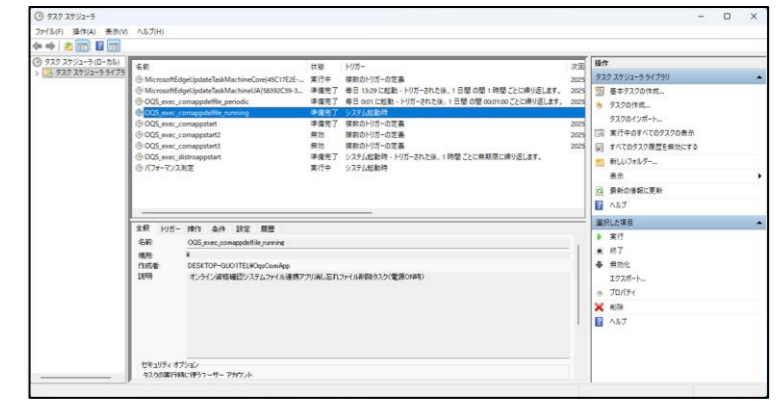 タスク スケジューラ
ファイル(F) 操作(A) 表示(V) ヘルプ(H)
タスク スケジューラ (ローカル)
タスク スケジューラ ライブラ
名前 状態 トリガー 次回
MicrosoftEdgeUpdateTaskMachineCore{45C17E2E-... 実行中 複数のトリガーの定義 2025
MicrosoftEdgeUpdateTaskMachineUA{56392C39-3... 準備完了 毎日 13:29 に起動 - トリガーされた後、1 日間 の間 1 時間 ごとに繰り返します。 2025
OQS_exec_comappdelfile_periodic 準備完了 毎日 0:01 に起動 - トリガーされた後、1 日間 の間 00:01:00 ごとに繰り返します。 2025
OQS_exec_comappdelfile_running 準備完了 システム起動時
OQS_exec_comappstart 準備完了 複数のトリガーの定義 2025
OQS_exec_comappstart2 無効 複数のトリガーの定義 2025
OQS_exec_comappstart3 無効 複数のトリガーの定義 2025
OQS_exec_distroappstart 準備完了 システム起動時 - トリガーされた後、1 時間 ごとに無期限に繰り返します。
パフォーマンス測定 実行中 システム起動時
全般 トリガー 操作 条件 設定 履歴
名前: OQS_exec_comappdelfile_running
場所: ¥
作成者: DESKTOP-GUO1TEL¥OqsComApp
説明: オンライン資格確認システムファイル連携アプリ消し忘れファイル削除タスク(電源ON時)
セキュリティ オプション
タスクの実行時に使うユーザー アカウント:
操作
タスク スケジューラ ライブラリ
基本タスクの作成...
タスクの作成...
タスクのインポート...
実行中のすべてのタスクの表示
すべてのタスク履歴を無効にする
新しいフォルダー...
表示
最新の情報に更新
ヘルプ
選択した項目
実行
終了
無効化
エクスポート...
プロパティ
削除
ヘルプ